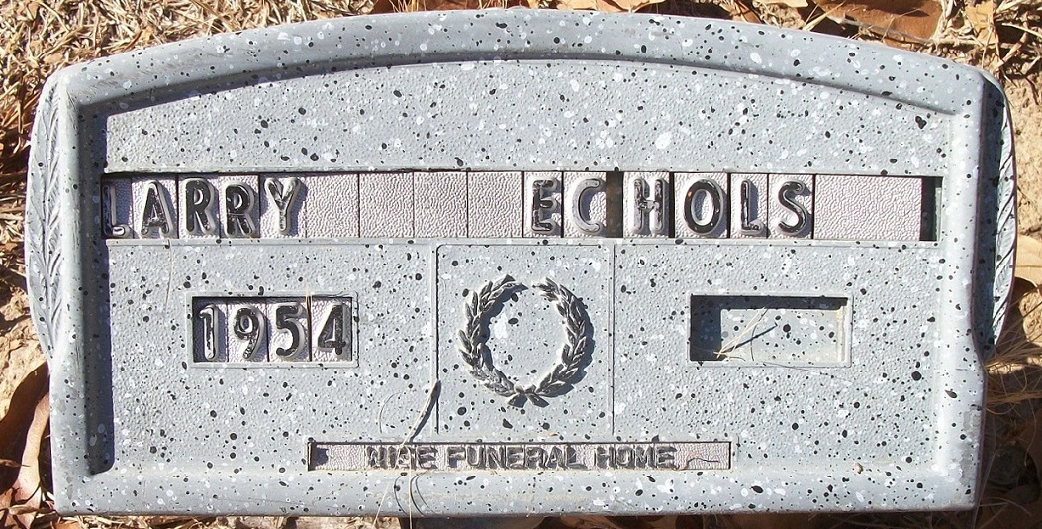 LARRY ECHOLS
1954
WISE FUNERAL HOME